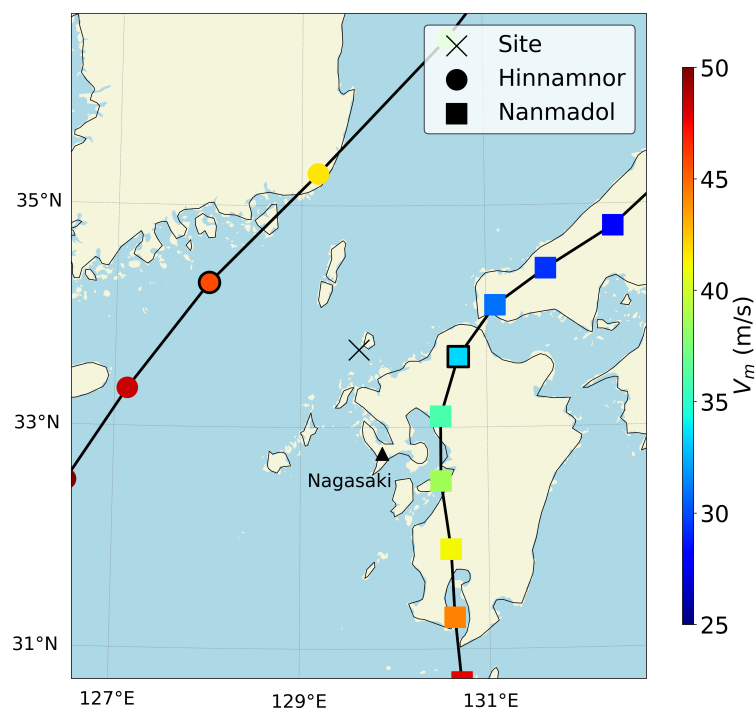 Site
Hinnamnor
Nanmadol
50
45
40
35
30
25
V_m (m/s)
35°N
33°N
31°N
Nagasaki
127°E
129°E
131°E